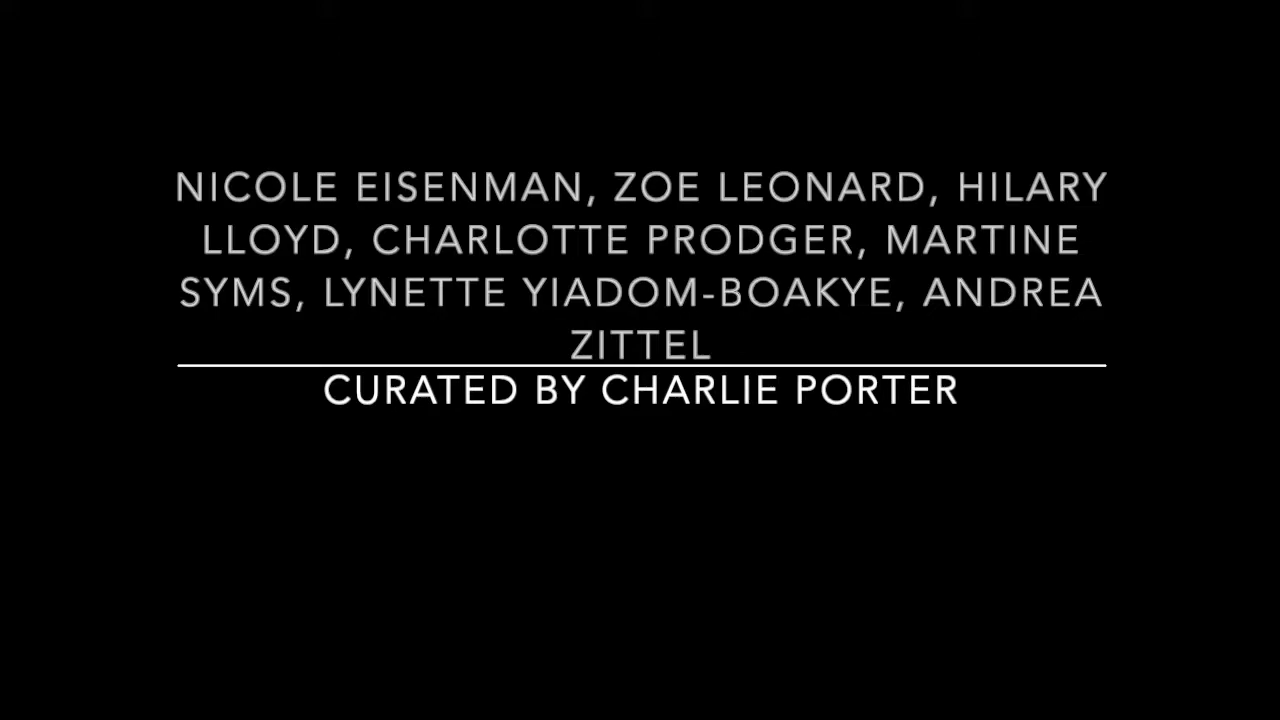 NICOLE EISENMAN, ZOE LEONARD, HILARY
LLOYD, CHARLOTTE PRODGER, MARTINE
SYMS, LYNETTE YIADOM-BOAKYE, ANDREA
ZITTEL
CURATED BY CHARLIE PORTER